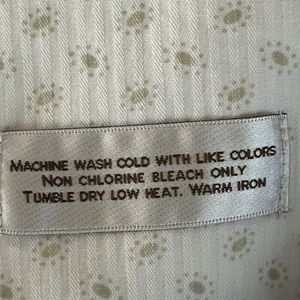 Machine wash cold with like colors
Non chlorine bleach only
Tumble dry low heat. Warm iron